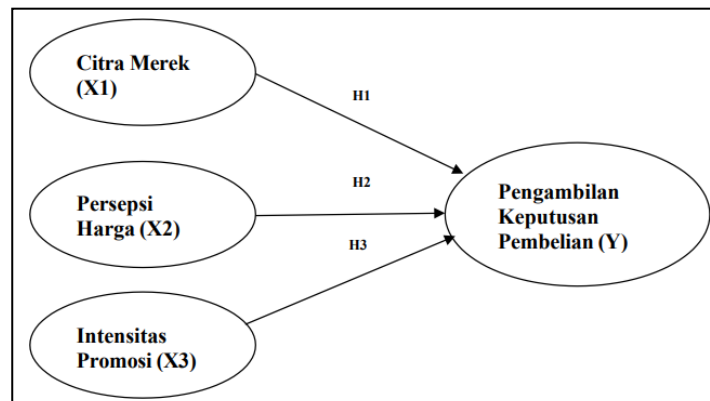 Citra Merek
(X1)
H1
Persepsi
Harga (X2)
H2
Pengambilan
Keputusan
Pembelian (Y)
H3
Intensitas
Promosi (X3)